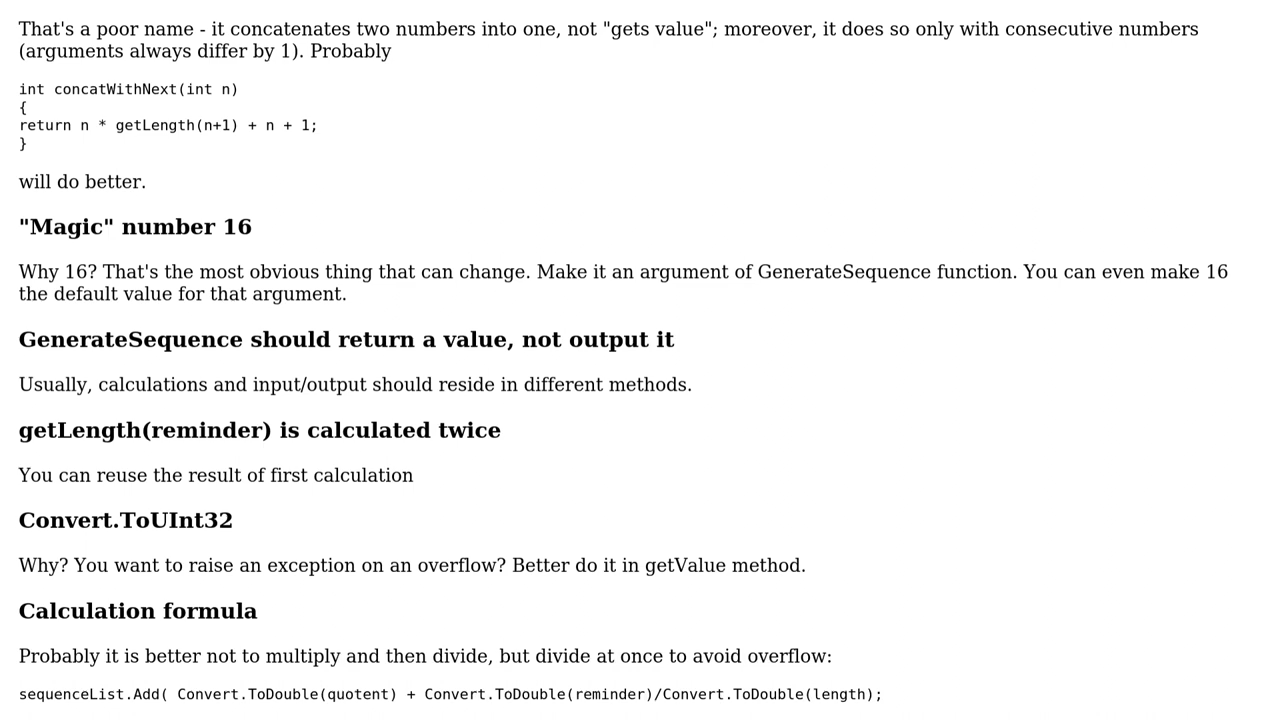 That's a poor name - it concatenates two numbers into one, not "gets value"; moreover, it does so only with consecutive numbers
(arguments always differ by 1). Probably
int concatWithNext(int n)
{
return n * getLength(n+1) + n + 1;
}
will do better.
"Magic" number 16
Why 16? That's the most obvious thing that can change. Make it an argument of GenerateSequence function. You can even make 16
the default value for that argument.
GenerateSequence should return a value, not output it
Usually, calculations and input/output should reside in different methods.
getLength(reminder) is calculated twice
You can reuse the result of first calculation
Convert.ToUInt32
Why? You want to raise an exception on an overflow? Better do it in getValue method.
Calculation formula
Probably it is better not to multiply and then divide, but divide at once to avoid overflow:
sequenceList.Add( Convert.ToDouble(quotent) + Convert.ToDouble(reminder)/Convert.ToDouble(length);